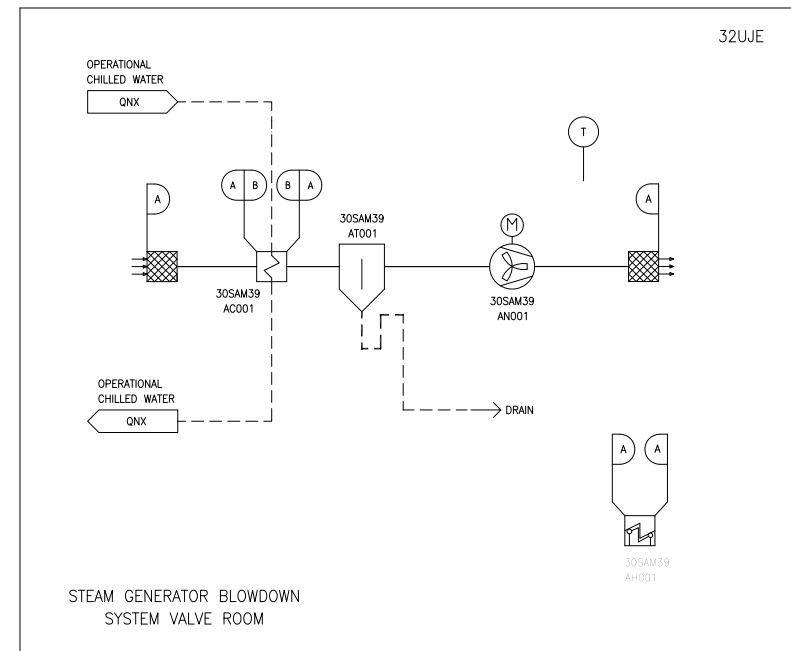 32UJE
OPERATIONAL
CHILLED WATER
QNX
T
A
A
B
B
A
A
30SAM39
AT001
M
30SAM39
AC001
30SAM39
AN001
OPERATIONAL
CHILLED WATER
QNX
DRAIN
A
A
30SAM39
AH001
STEAM GENERATOR BLOWDOWN
SYSTEM VALVE ROOM